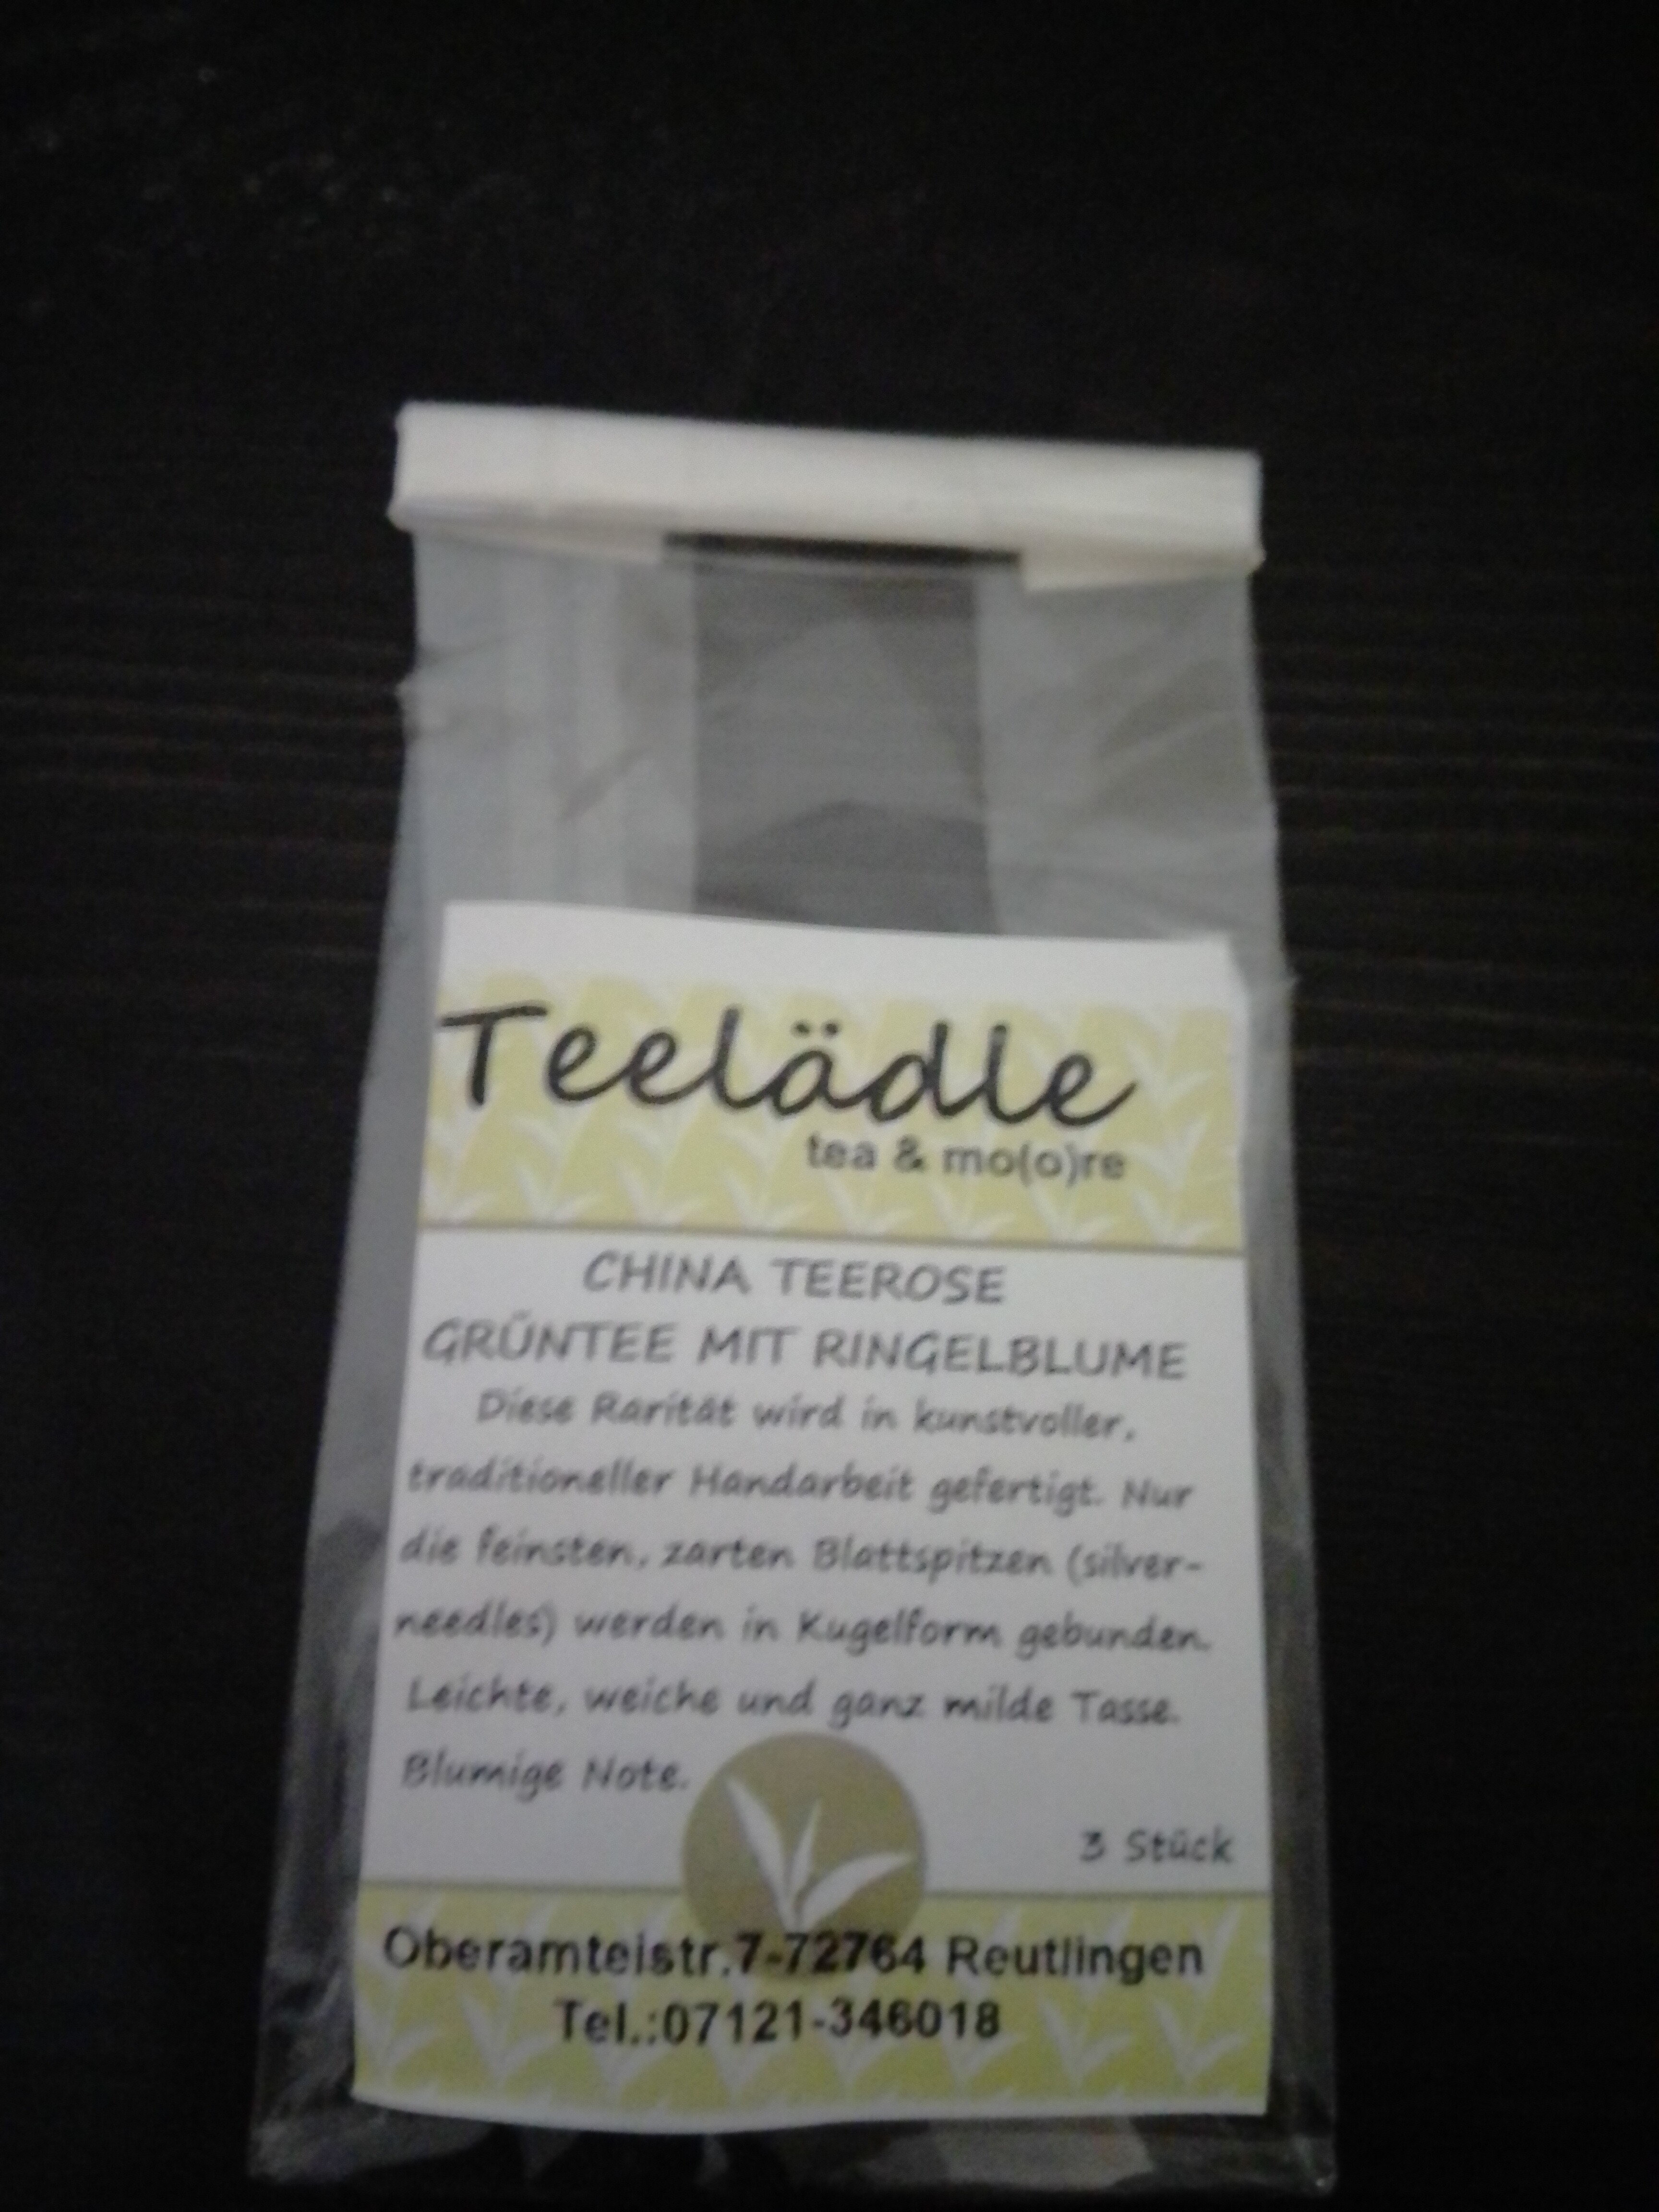 Teelädle
tea & mo(o)re
CHINA TEEROSE
GRÜNTEE MIT RINGELBLUME
Diese Rarität wird in kunstvoller,
traditioneller Handarbeit gefertigt. Nur
die feinsten, zarten Blattspitzen (silver-
needles) werden in Kugelform gebunden.
Leichte, weiche und ganz milde Tasse.
Blumige Note.
3 Stück
Oberamteistr.7-72764 Reutlingen
Tel.:07121-346018